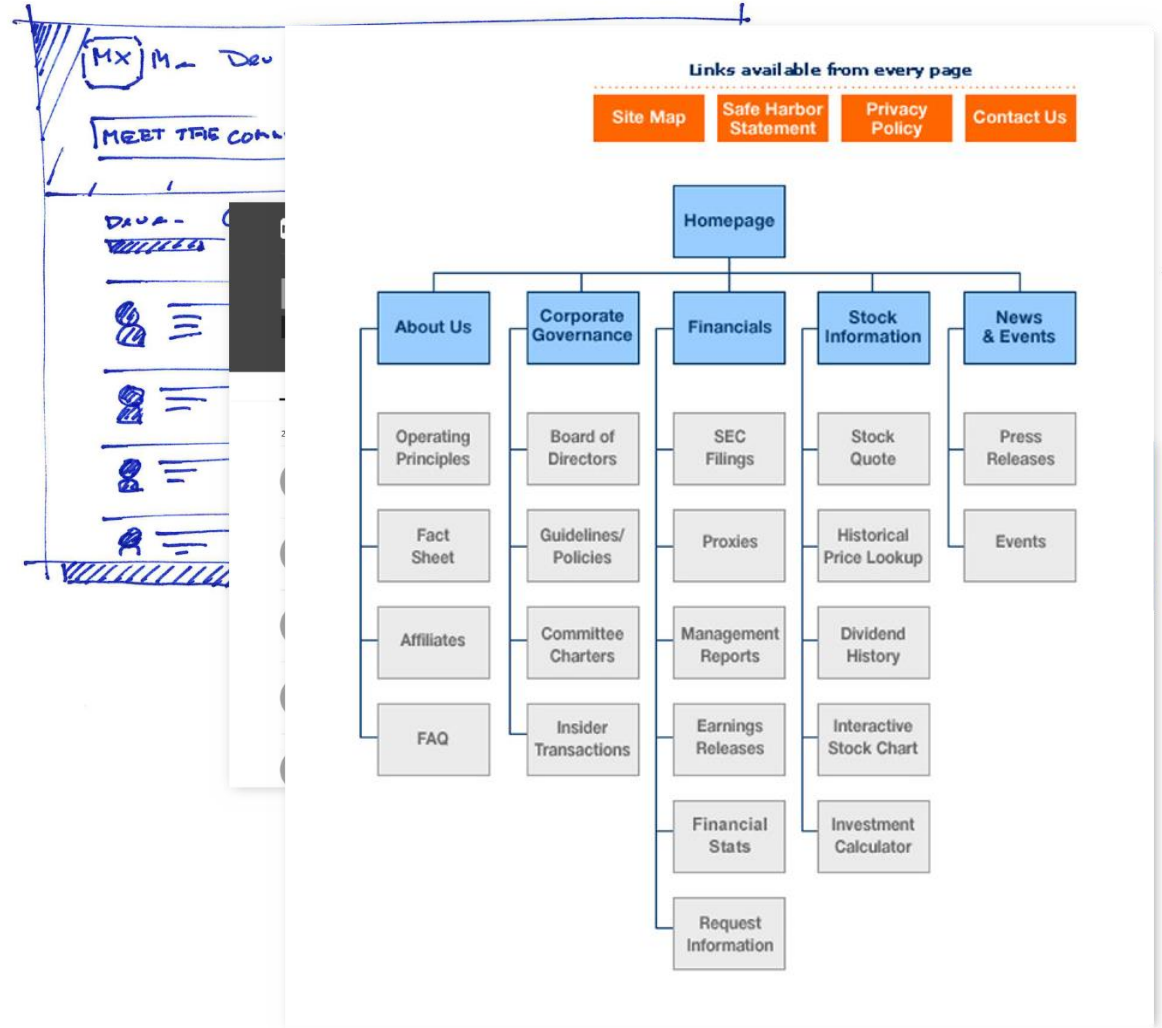 MX
MEET THE
Links available from every page
Site Map
Safe Harbor
Statement
Privacy
Policy
Contact Us
Homepage
About Us
Corporate
Governance
Financials
Stock
Information
News
& Events
Operating
Principles
Board of
Directors
SEC
Filings
Stock
Quote
Press
Releases
Fact
Sheet
Guidelines/
Policies
Proxies
Historical
Price Lookup
Events
Affiliates
Committee
Charters
Management
Reports
Dividend
History
FAQ
Insider
Transactions
Earnings
Releases
Interactive
Stock Chart
Financial
Stats
Investment
Calculator
Request
Information